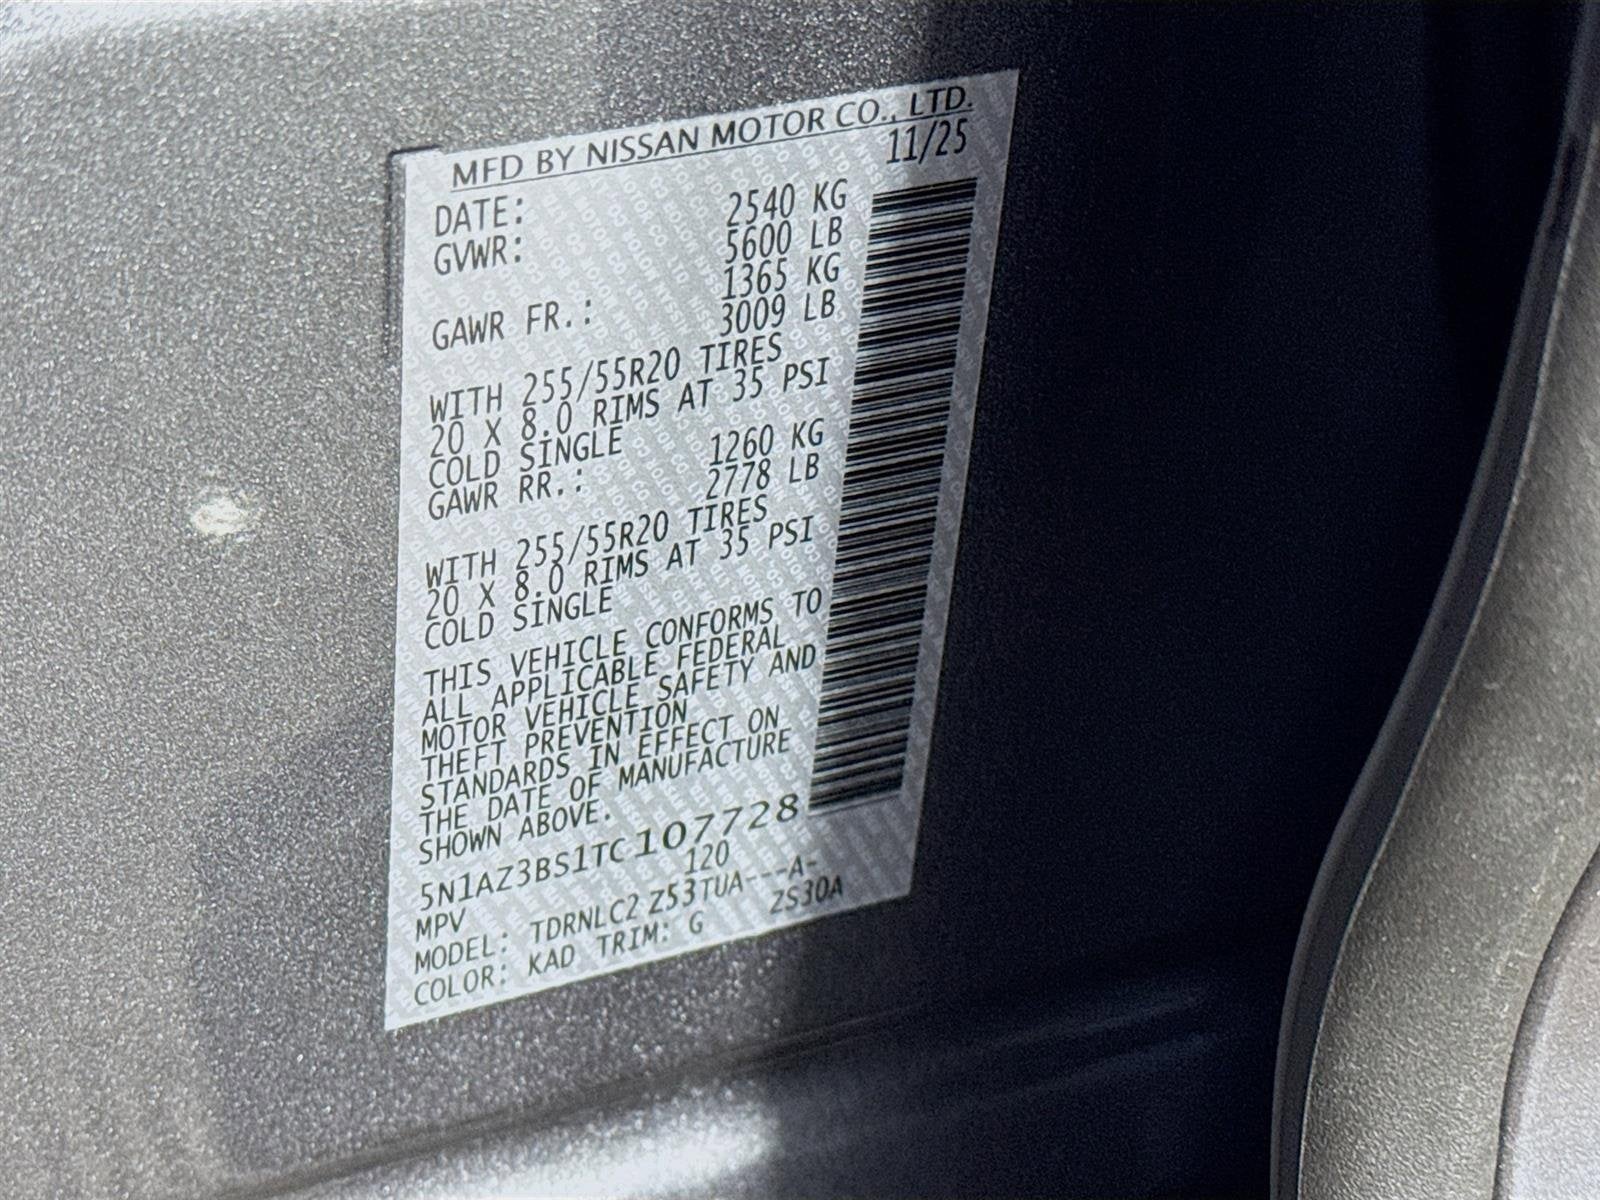 MFD BY NISSAN MOTOR CO., LTD.
DATE: 11/25
GVWR: 2540 KG
5600 LB
GAWR FR.: 1365 KG
3009 LB
WITH 255/55R20 TIRES
20 X 8.0 RIMS AT 35 PSI
COLD SINGLE
GAWR RR.: 1260 KG
2778 LB
WITH 255/55R20 TIRES
20 X 8.0 RIMS AT 35 PSI
COLD SINGLE
THIS VEHICLE CONFORMS TO
ALL APPLICABLE FEDERAL
MOTOR VEHICLE SAFETY AND
THEFT PREVENTION
STANDARDS IN EFFECT ON
THE DATE OF MANUFACTURE
SHOWN ABOVE.
5N1AZ3BS1TC107728
MPV 120
MODEL: TDRNLC2 Z53TUA---A-
COLOR: KAD TRIM: G ZS30A